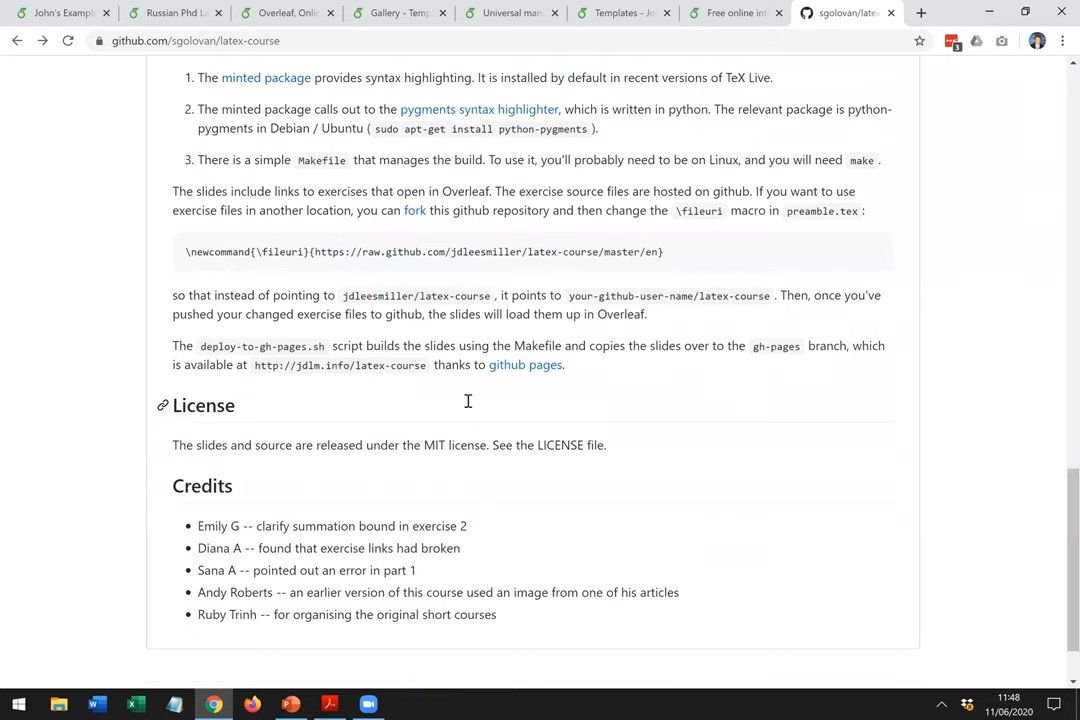 John's Example
Russian Phd L
Overleaf, Onli
Gallery - Temp
Universal man
Templates - Jo
Free online int
sgolovan/latex
github.com/sgolovan/latex-course
3
1. The minted package provides syntax highlighting. It is installed by default in recent versions of TeX Live.
2. The minted package calls out to the pygments syntax highlighter, which is written in python. The relevant package is python-
pygments in Debian / Ubuntu ( sudo apt-get install python-pygments ).
3. There is a simple Makefile that manages the build. To use it, you'll probably need to be on Linux, and you will need make .
The slides include links to exercises that open in Overleaf. The exercise source files are hosted on github. If you want to use
exercise files in another location, you can fork this github repository and then change the \fileuri macro in preamble.tex :
\newcommand{\fileuri}{https://raw.github.com/jdleesmiller/latex-course/master/en}
so that instead of pointing to jdleesmiller/latex-course , it points to your-github-user-name/latex-course . Then, once you've
pushed your changed exercise files to github, the slides will load them up in Overleaf.
The deploy-to-gh-pages.sh script builds the slides using the Makefile and copies the slides over to the gh-pages branch, which
is available at http://jdlm.info/latex-course thanks to github pages.
License
The slides and source are released under the MIT license. See the LICENSE file.
Credits
• Emily G -- clarify summation bound in exercise 2
• Diana A -- found that exercise links had broken
• Sana A -- pointed out an error in part 1
• Andy Roberts -- an earlier version of this course used an image from one of his articles
• Ruby Trinh -- for organising the original short courses
11:48
11/06/2020